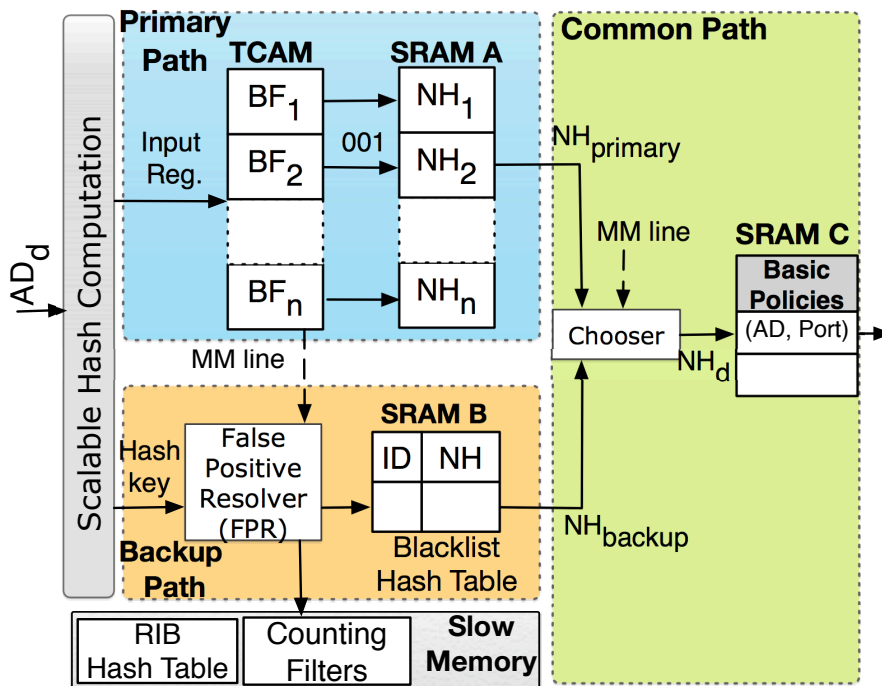 Primary Path
Common Path
TCAM
SRAM A
BF1
NH1
Input Reg.
BF2
001
NH2
NHprimary
BFn
NHn
MM line
SRAM C
Basic Policies
(AD, Port)
Chooser
NHd
ADd
Scalable Hash Computation
MM line
SRAM B
Hash key
False Positive Resolver (FPR)
ID
NH
NHbackup
Blacklist Hash Table
Backup Path
RIB Hash Table
Counting Filters
Slow Memory